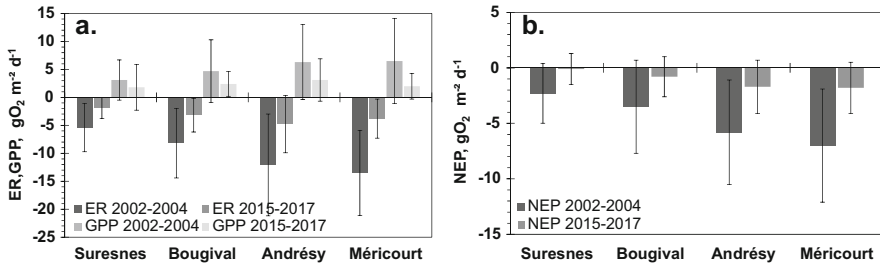 a.
ER,GPP, gO₂ m⁻² d⁻¹
15
10
5
0
-5
-10
-15
-20
-25
ER 2002-2004 ER 2015-2017
GPP 2002-2004 GPP 2015-2017
Suresnes Bougival Andrésy Méricourt
b.
NEP, gO₂ m⁻² d⁻¹
5
0
-5
-10
-15
NEP 2002-2004
NEP 2015-2017
Suresnes Bougival Andrésy Méricourt